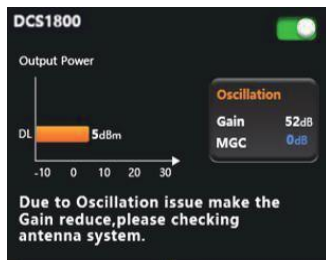 DCS1800
Output Power
Oscillation
Gain 52dB
MGC 0dB
DL 5dBm
-10 0 10 20 30
Due to Oscillation issue make the
Gain reduce,please checking
antenna system.